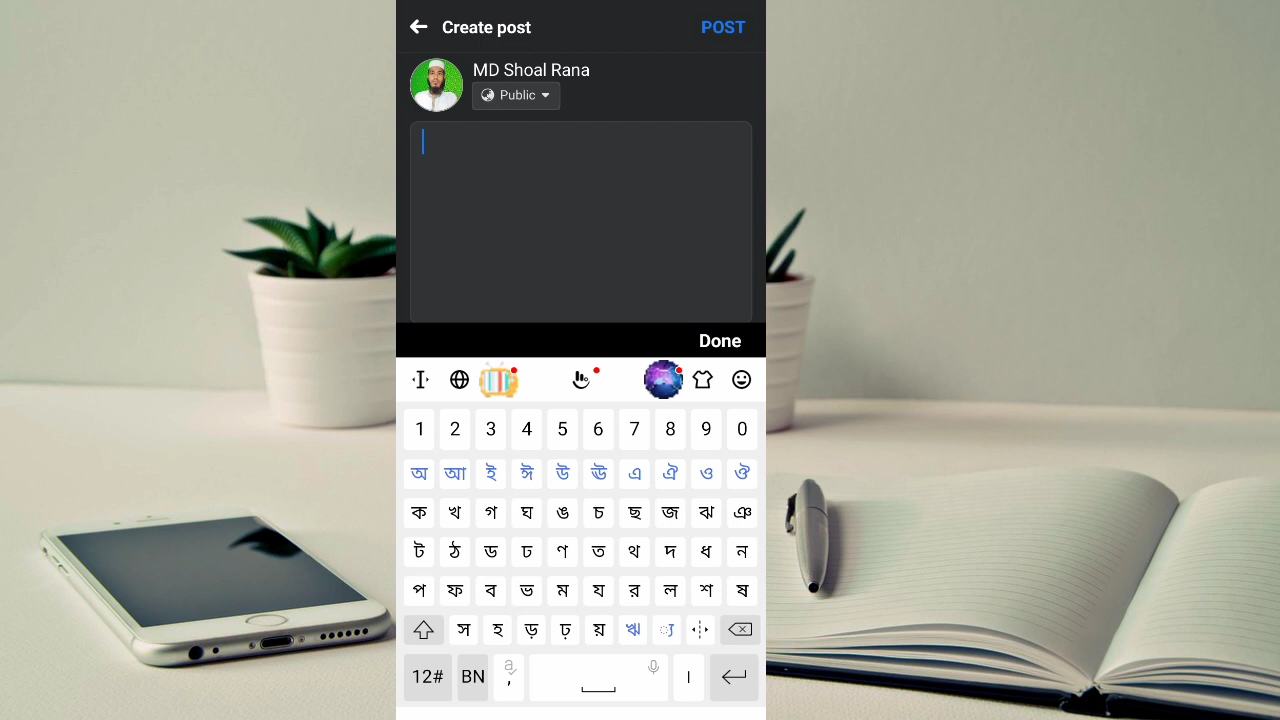 Create post POST
MD Shoal Rana
Public
Done
1 2 3 4 5 6 7 8 9 0
অ আ ই ঈ উ ঊ এ ঐ ও ঔ
ক খ গ ঘ ঙ চ ছ জ ঝ ঞ
ট ঠ ড ঢ ণ ত থ দ ধ ন
প ফ ব ভ ম য র ল শ ষ
স হ ড় ঢ় য় ঋ ্য
12# BN a , ।